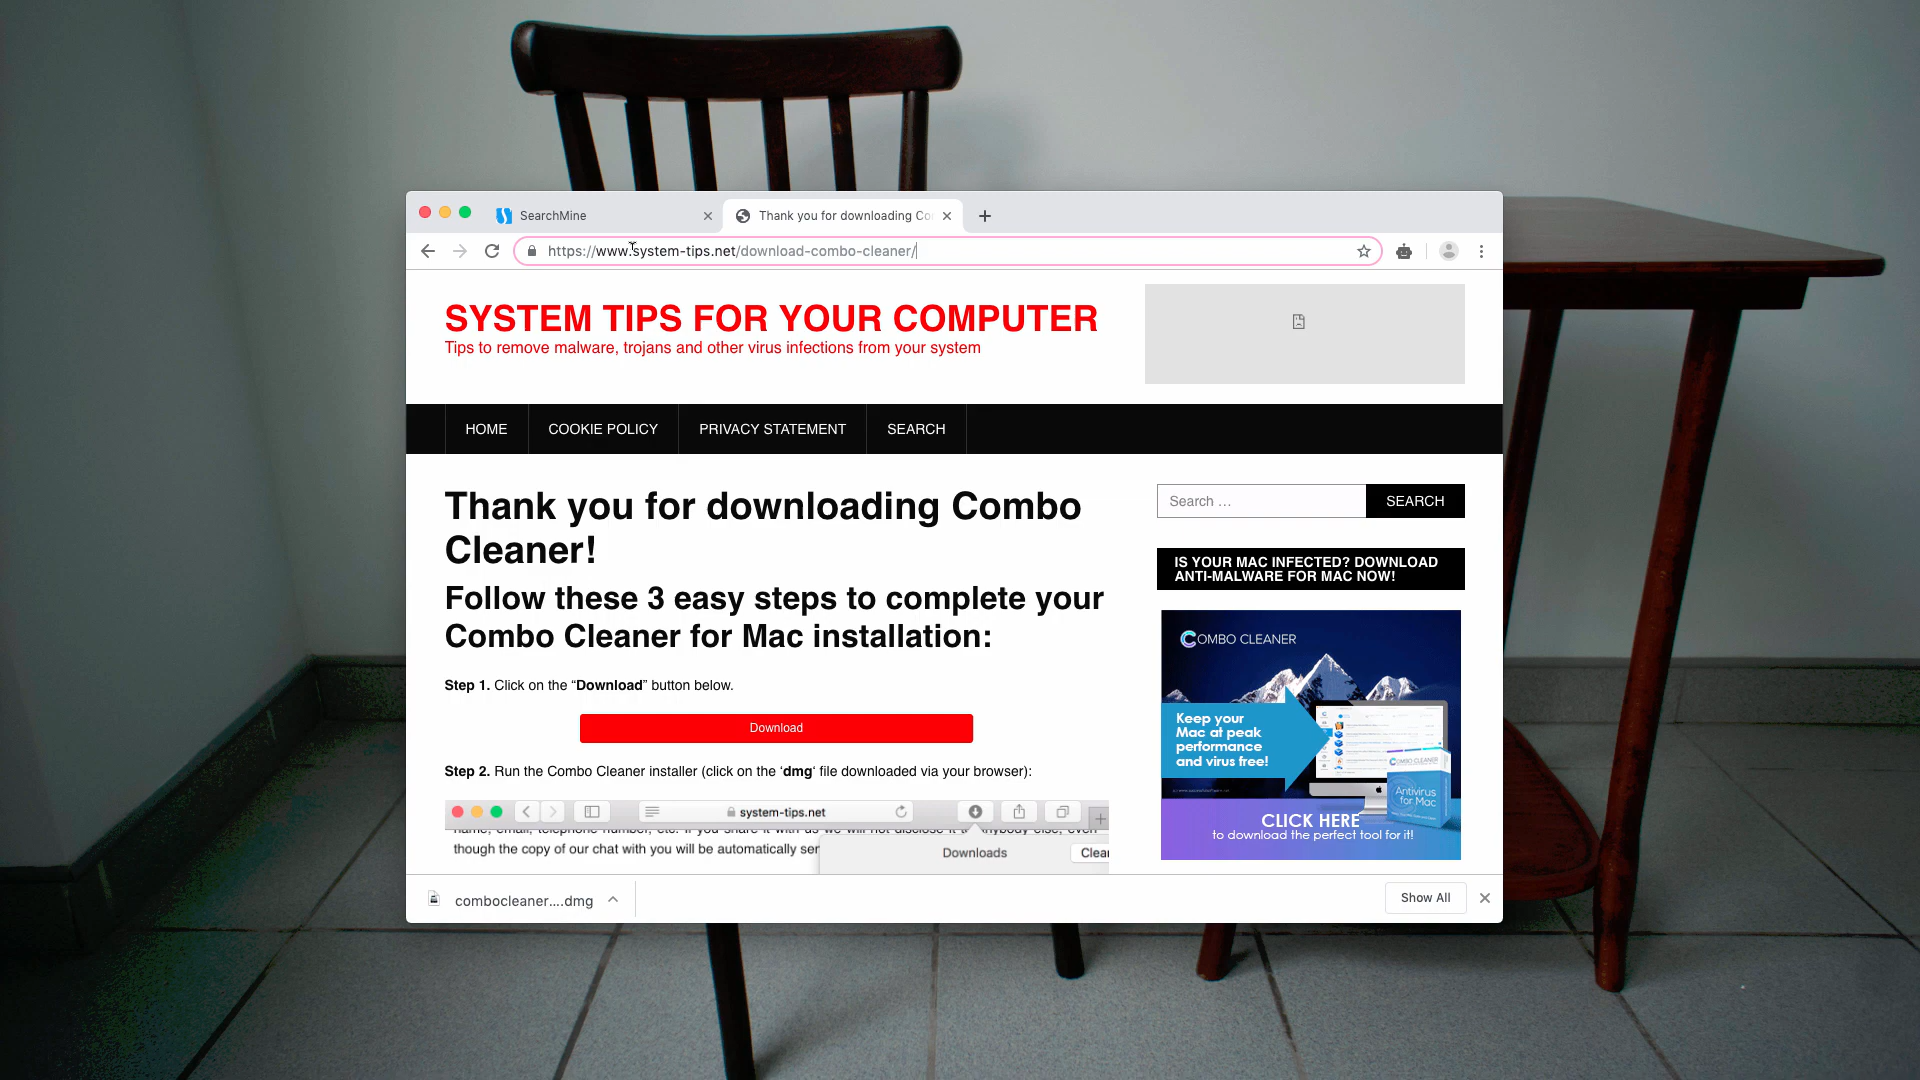 SearchMine
Thank you for downloading Co
https://www.system-tips.net/download-combo-cleaner/
SYSTEM TIPS FOR YOUR COMPUTER
Tips to remove malware, trojans and other virus infections from your system
HOME COOKIE POLICY PRIVACY STATEMENT SEARCH
Thank you for downloading Combo
Cleaner!
Follow these 3 easy steps to complete your
Combo Cleaner for Mac installation:
Step 1. Click on the “Download” button below.
Download
Step 2. Run the Combo Cleaner installer (click on the ‘dmg‘ file downloaded via your browser):
system-tips.net
though the copy of our chat with you will be automatically ser
Downloads
Clear
Search …
SEARCH
IS YOUR MAC INFECTED? DOWNLOAD
ANTI-MALWARE FOR MAC NOW!
COMBO CLEANER
Keep your
Mac at peak
performance
and virus free!
COMBO CLEANER
Antivirus
for Mac
CLICK HERE
to download the perfect tool for it!
combocleaner....dmg
Show All